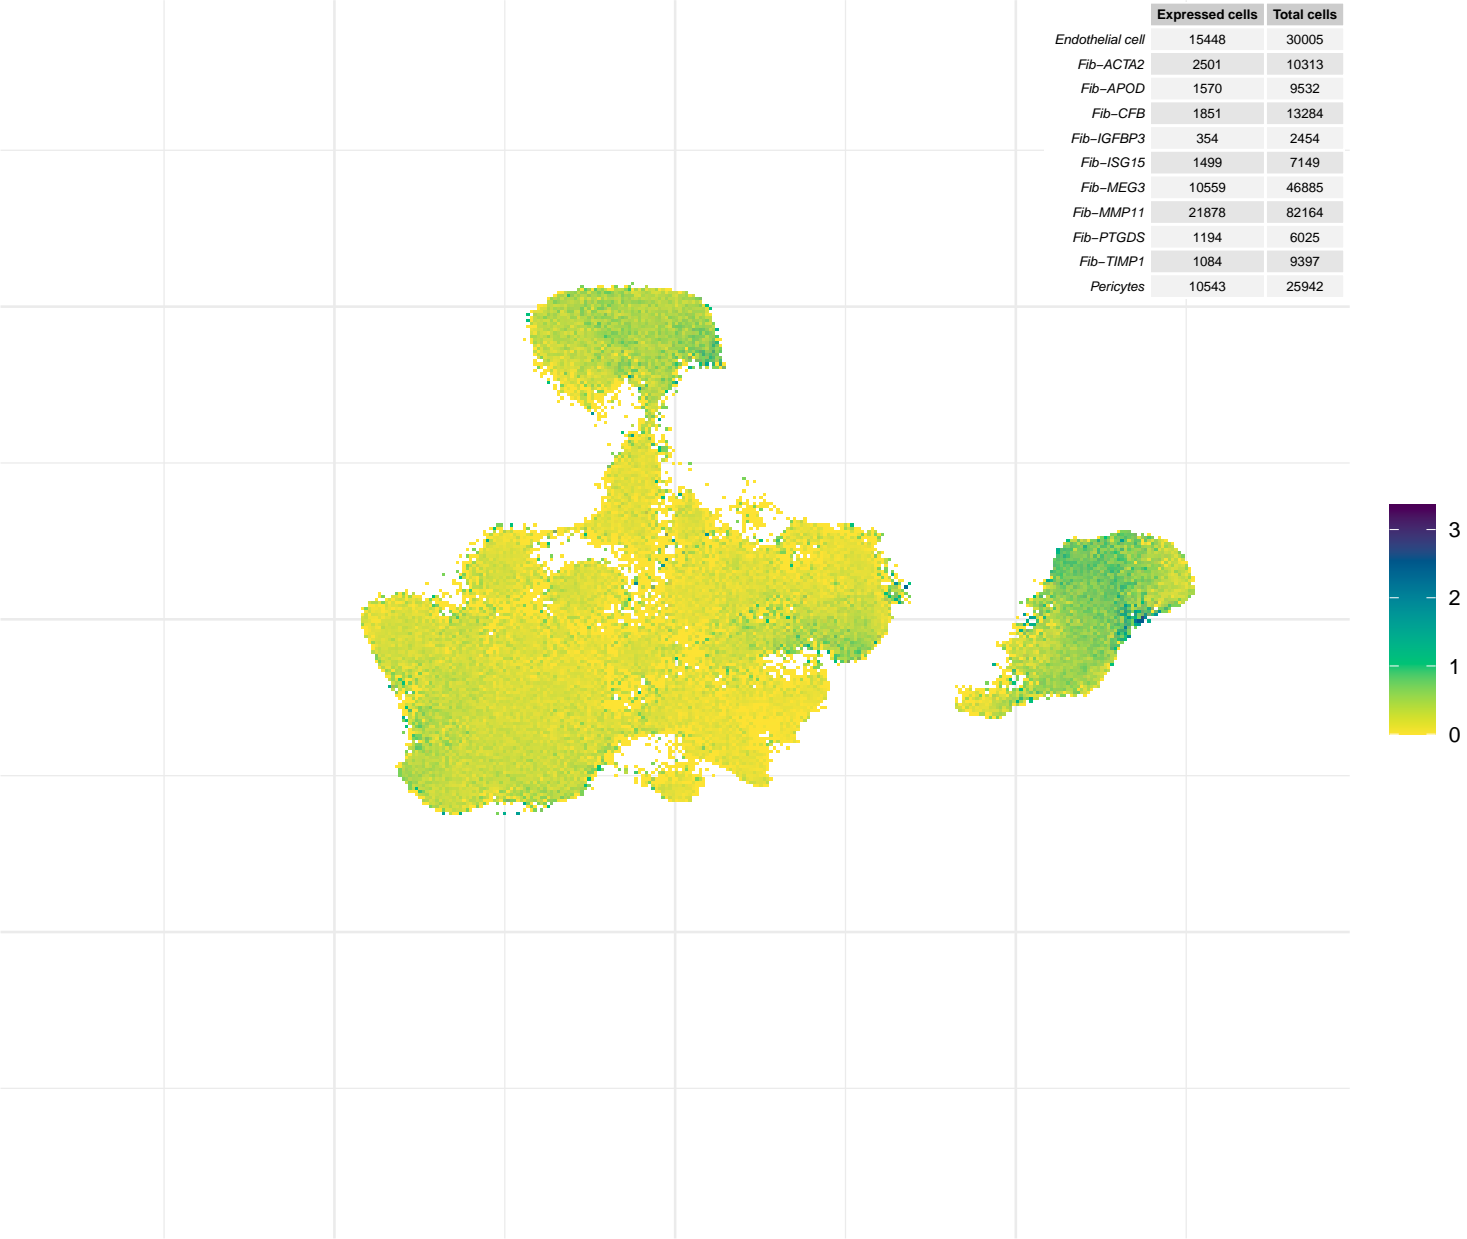 Expressed cells Total cells
Endothelial cell 15448 30005
Fib−ACTA2 2501 10313
Fib−APOD 1570 9532
Fib−CFB 1851 13284
Fib−IGFBP3 354 2454
Fib−ISG15 1499 7149
Fib−MEG3 10559 46885
Fib−MMP11 21878 82164
Fib−PTGDS 1194 6025
Fib−TIMP1 1084 9397
Pericytes 10543 25942
3
2
1
0